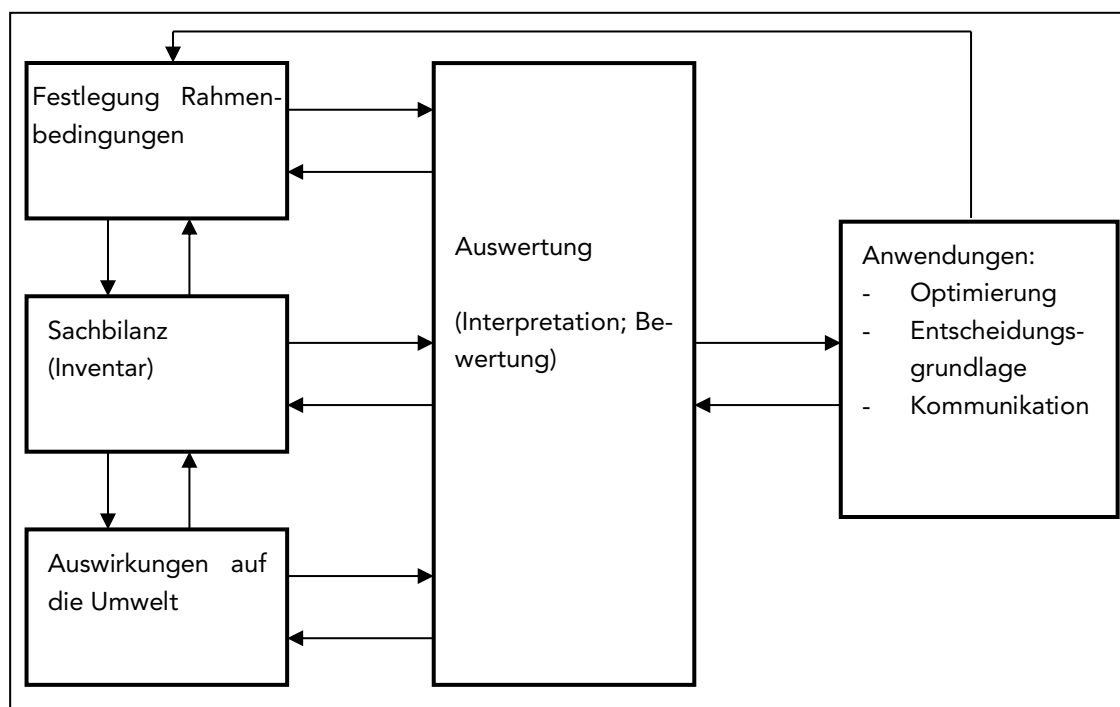 Festlegung Rahmen-
bedingungen
Sachbilanz
(Inventar)
Auswirkungen auf
die Umwelt
Auswertung
(Interpretation; Be-
wertung)
Anwendungen:
- Optimierung
- Entscheidungs-
grundlage
- Kommunikation